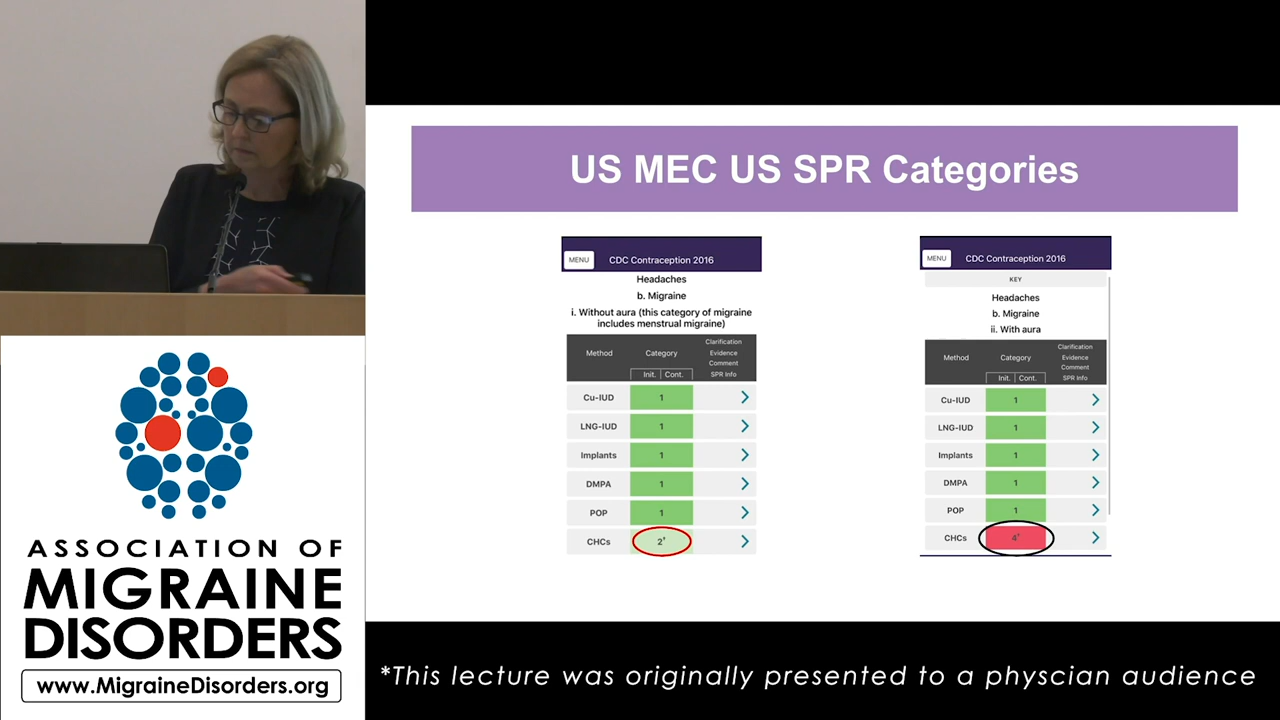 US MEC US SPR Categories
MENU
CDC Contraception 2016
Headaches
b. Migraine
i. Without aura (this category of migraine
includes menstrual migraine)
Method
Category
Init. | Cont.
Clarification
Evidence
Comment
SPR Info
Cu-IUD 1
LNG-IUD 1
Implants 1
DMPA 1
POP 1
CHCs 2†
MENU
CDC Contraception 2016
KEY
Headaches
b. Migraine
ii. With aura
Method
Category
Init. | Cont.
Clarification
Evidence
Comment
SPR Info
Cu-IUD 1
LNG-IUD 1
Implants 1
DMPA 1
POP 1
CHCs 4†
ASSOCIATION OF
MIGRAINE
DISORDERS
www.MigraineDisorders.org
*This lecture was originally presented to a physcian audience